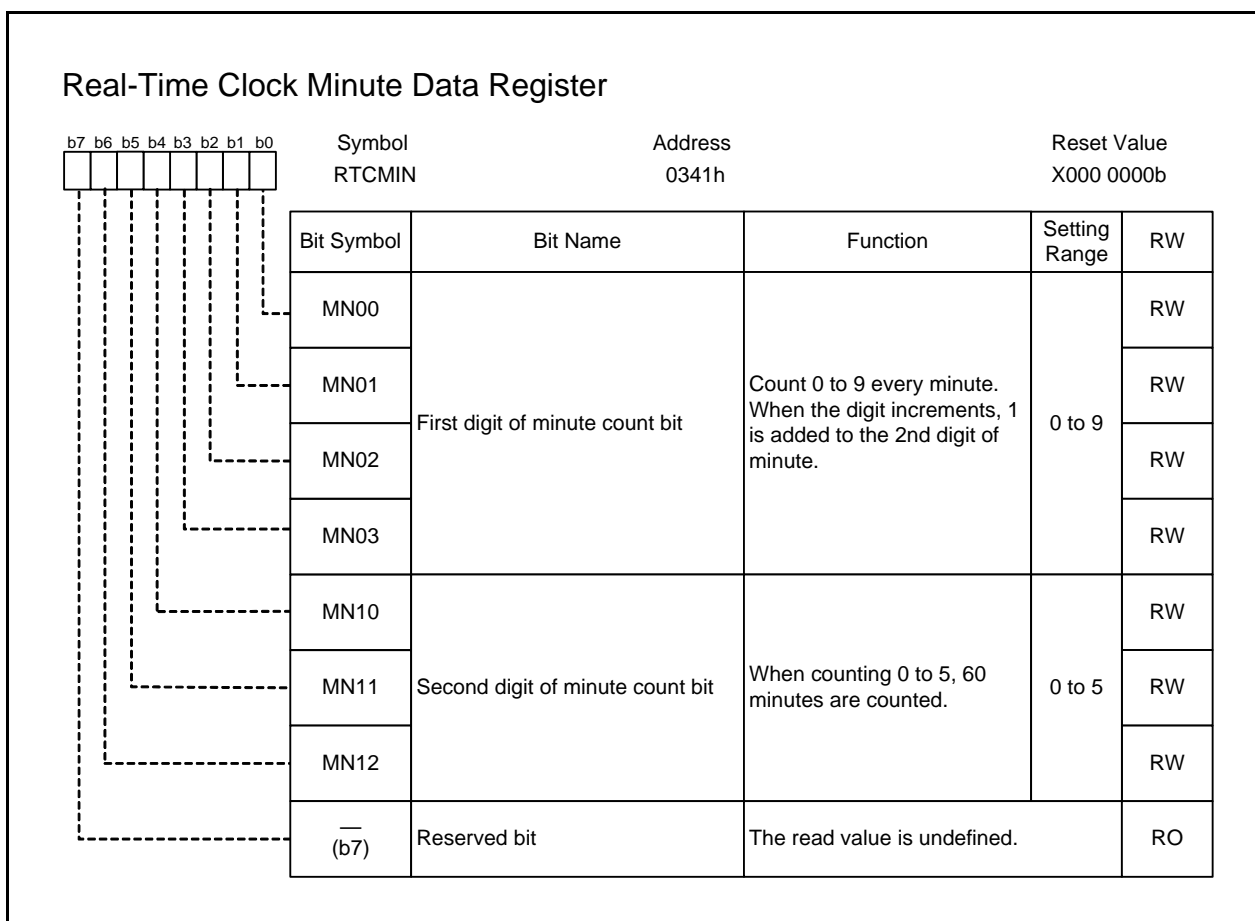 Real-Time Clock Minute Data Register
b7 b6 b5 b4 b3 b2 b1 b0
Symbol Address Reset Value
RTCMIN 0341h X000 0000b
Bit Symbol Bit Name Function Setting Range RW
MN00 RW
MN01 RW
First digit of minute count bit
Count 0 to 9 every minute.
When the digit increments, 1
is added to the 2nd digit of
minute.
0 to 9
MN02 RW
MN03 RW
MN10 RW
MN11 Second digit of minute count bit
When counting 0 to 5, 60
minutes are counted.
0 to 5 RW
MN12 RW
—
(b7) Reserved bit The read value is undefined. RO